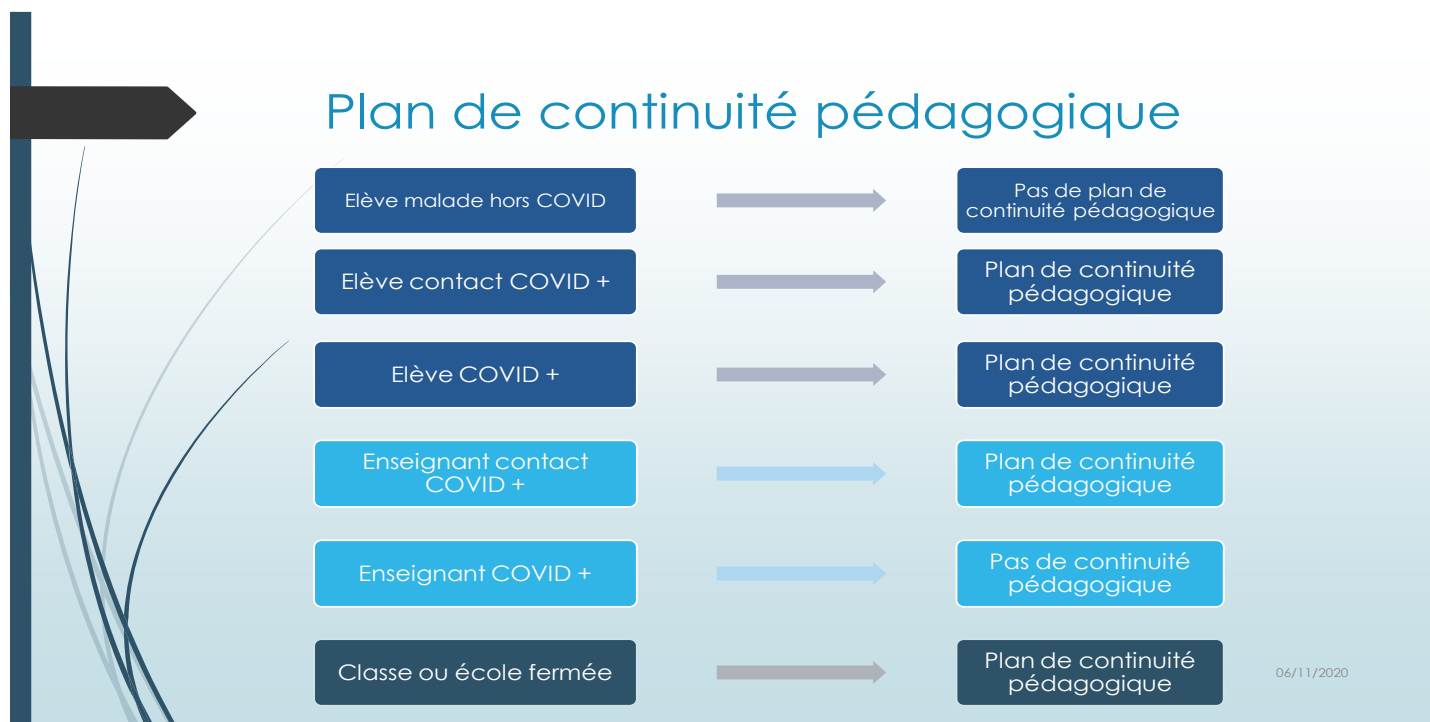 Plan de continuité pédagogique
Elève malade hors COVID
Pas de plan de
continuité pédagogique
Elève contact COVID +
Plan de continuité
pédagogique
Elève COVID +
Plan de continuité
pédagogique
Enseignant contact
COVID +
Plan de continuité
pédagogique
Enseignant COVID +
Pas de continuité
pédagogique
Classe ou école fermée
Plan de continuité
pédagogique
06/11/2020